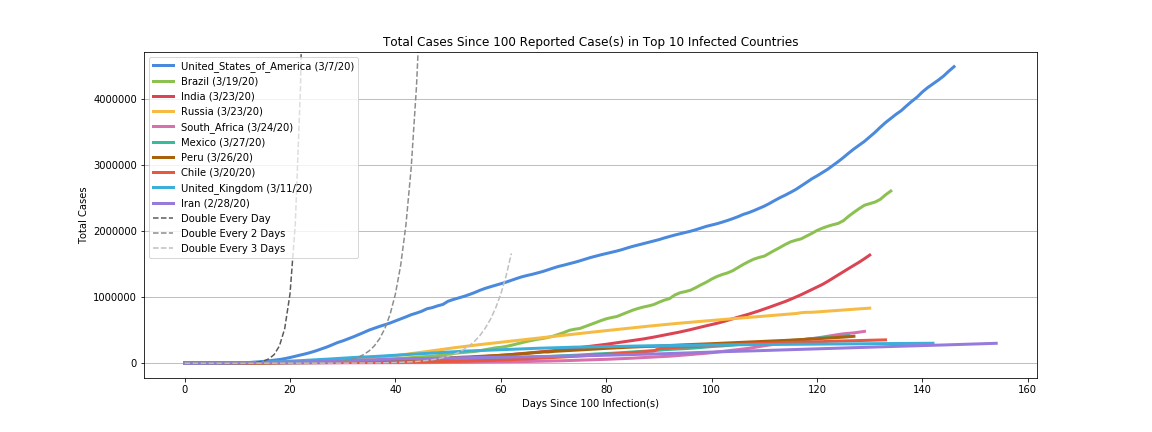 Total Cases Since 100 Reported Case(s) in Top 10 Infected Countries
Total Cases
4000000
3000000
2000000
1000000
0
United_States_of_America (3/7/20)
Brazil (3/19/20)
India (3/23/20)
Russia (3/23/20)
South_Africa (3/24/20)
Mexico (3/27/20)
Peru (3/26/20)
Chile (3/20/20)
United_Kingdom (3/11/20)
Iran (2/28/20)
Double Every Day
Double Every 2 Days
Double Every 3 Days
0 20 40 60 80 100 120 140 160
Days Since 100 Infection(s)